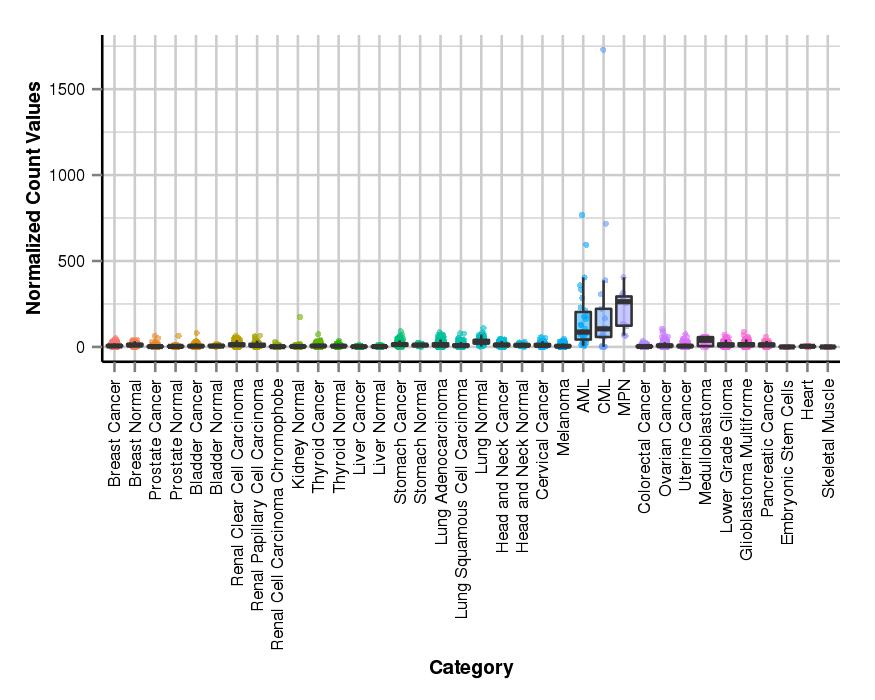 Normalized Count Values
1500
1000
500
0
Breast Cancer
Breast Normal
Prostate Cancer
Prostate Normal
Bladder Cancer
Bladder Normal
Renal Clear Cell Carcinoma
Renal Papillary Cell Carcinoma
Renal Cell Carcinoma Chromophobe
Kidney Normal
Thyroid Cancer
Thyroid Normal
Liver Cancer
Liver Normal
Stomach Cancer
Stomach Normal
Lung Adenocarcinoma
Lung Squamous Cell Carcinoma
Lung Normal
Head and Neck Cancer
Head and Neck Normal
Cervical Cancer
Melanoma
AML
CML
MPN
Colorectal Cancer
Ovarian Cancer
Uterine Cancer
Medulloblastoma
Lower Grade Glioma
Glioblastoma Multiforme
Pancreatic Cancer
Embryonic Stem Cells
Heart
Skeletal Muscle
Category